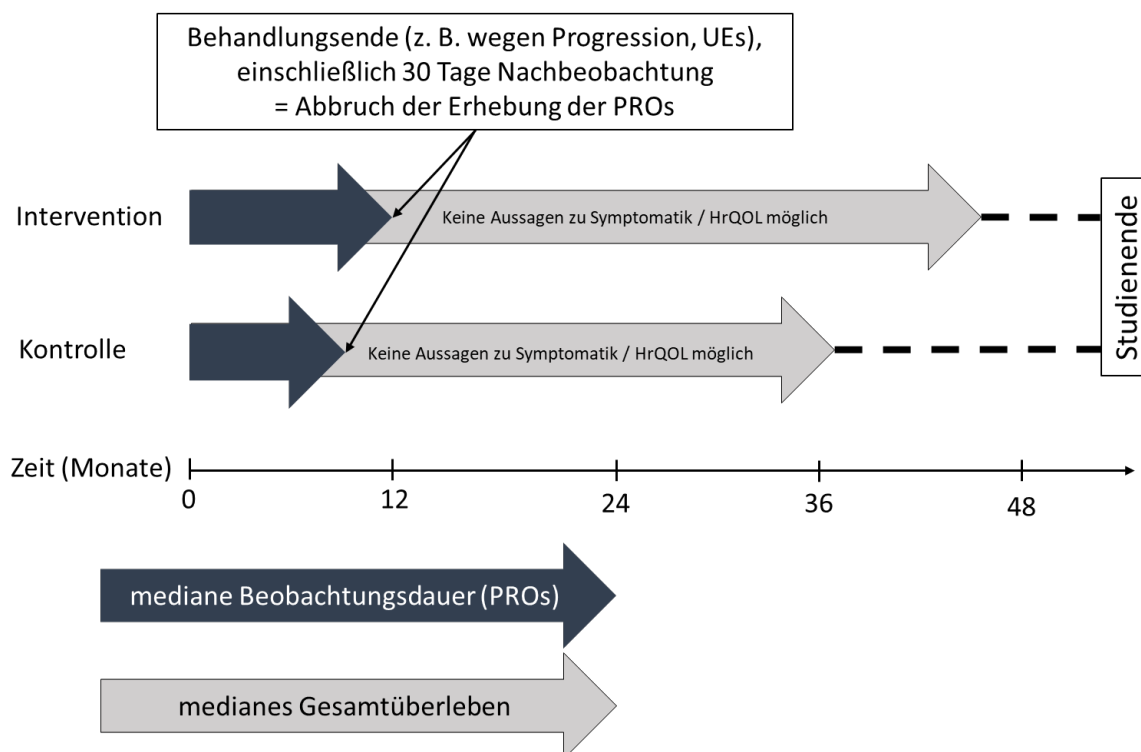 Behandlungsende (z. B. wegen Progression, UEs),
einschließlich 30 Tage Nachbeobachtung
= Abbruch der Erhebung der PROs
Intervention
Keine Aussagen zu Symptomatik / HrQOL möglich
Kontrolle
Keine Aussagen zu Symptomatik / HrQOL möglich
Studienende
Zeit (Monate)
0
12
24
36
48
mediane Beobachtungsdauer (PROs)
medianes Gesamtüberleben